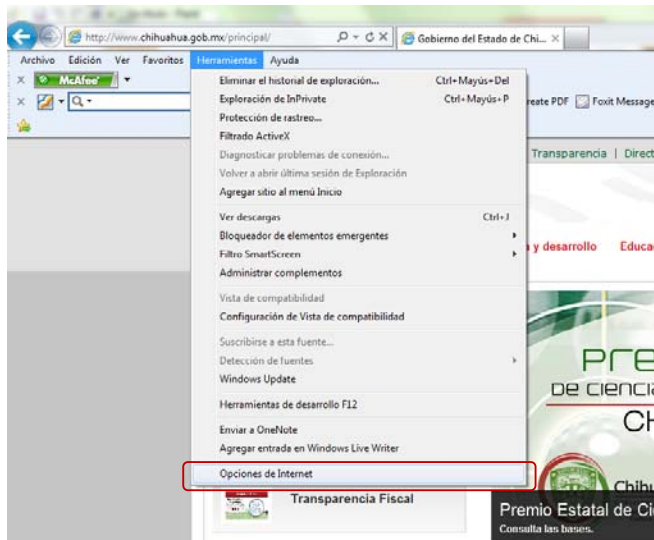 http://www.chihuahua.gob.mx/principal/
Gobierno del Estado de Chi...
Archivo Edición Ver Favoritos Herramientas Ayuda
McAfee
Eliminar el historial de exploración... Ctrl+Mayús+Del
Exploración de InPrivate Ctrl+Mayús+P
reate PDF Foxit Message
Protección de rastreo...
Filtrado ActiveX
Diagnosticar problemas de conexión...
Transparencia | Direct
Volver a abrir última sesión de Exploración
Agregar sitio al menú Inicio
Ver descargas Ctrl+J
Bloqueador de elementos emergentes
y desarrollo Educa
Filtro SmartScreen
Administrar complementos
Vista de compatibilidad
Configuración de Vista de compatibilidad
Suscribirse a esta fuente...
Detección de fuentes
Pre
Windows Update
DE CIENCIA
Herramientas de desarrollo F12
CH
Enviar a OneNote
Agregar entrada en Windows Live Writer
Opciones de Internet
Chihu
Transparencia Fiscal
Premio Estatal de Ci
Consulta las bases.